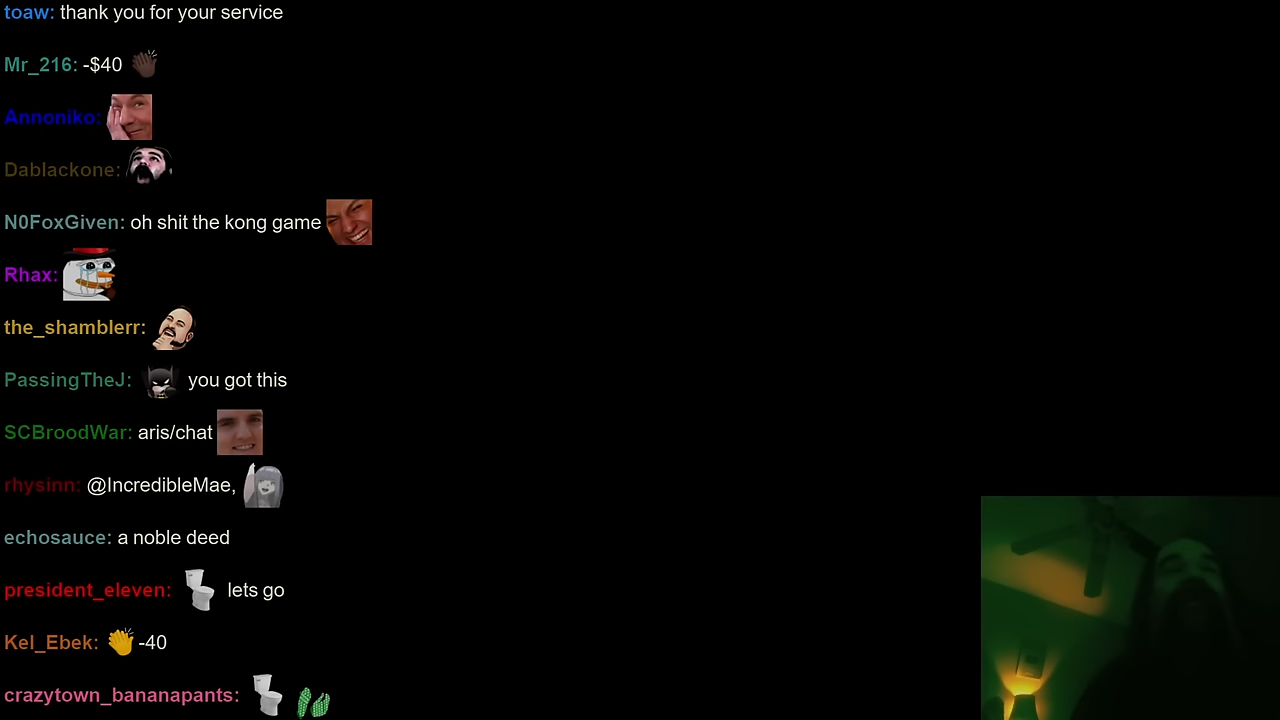 toaw: thank you for your service
Mr_216: -$40
Annoniko:
Dablackone:
N0FoxGiven: oh shit the kong game
Rhax:
the_shamblerr:
PassingTheJ: you got this
SCBroodWar: aris/chat
rhysinn: @IncredibleMae,
echosauce: a noble deed
president_eleven: lets go
Kel_Ebek: -40
crazytown_bananapants: